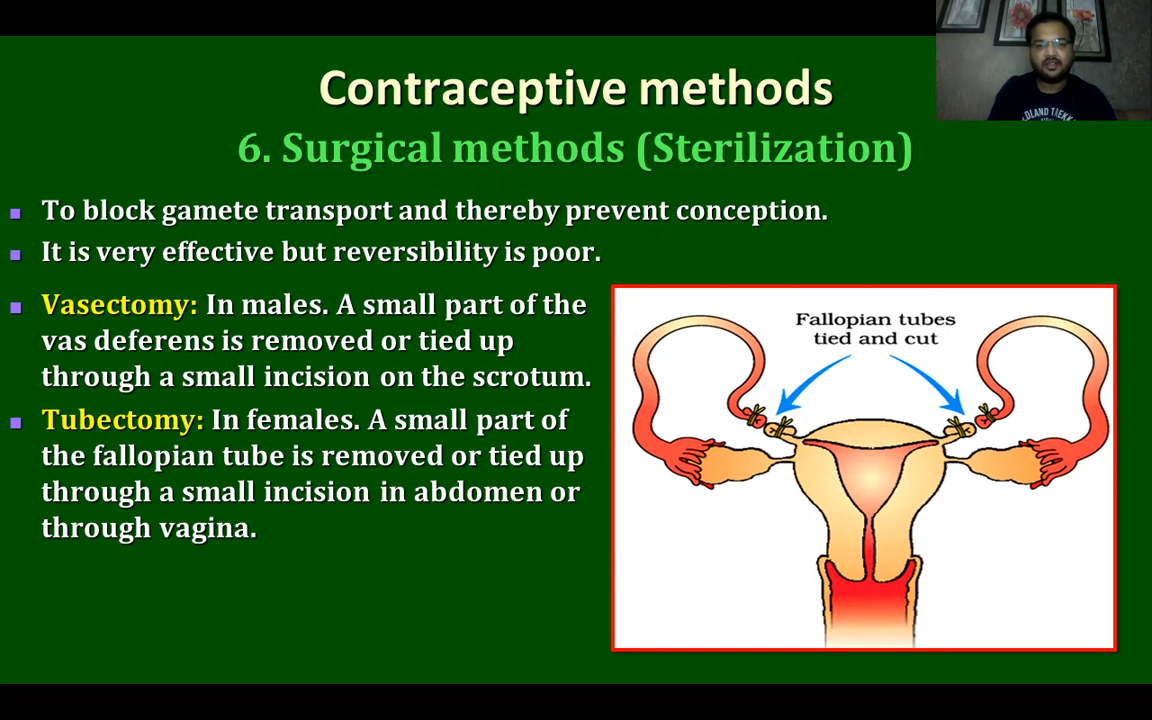 Contraceptive methods
6. Surgical methods (Sterilization)
To block gamete transport and thereby prevent conception.
It is very effective but reversibility is poor.
Vasectomy: In males. A small part of the
vas deferens is removed or tied up
through a small incision on the scrotum.
Tubectomy: In females. A small part of
the fallopian tube is removed or tied up
through a small incision in abdomen or
through vagina.
Fallopian tubes
tied and cut